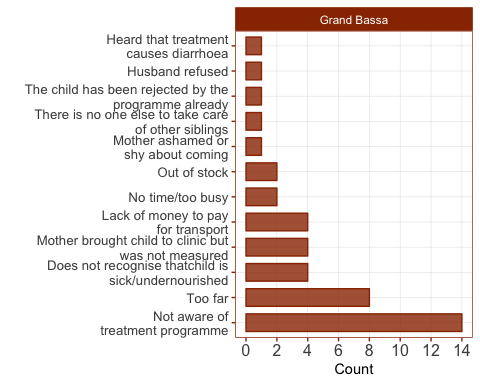 Grand Bassa
Heard that treatment
causes diarrhoea
Husband refused
The child has been rejected by the
programme already
There is no one else to take care
of other siblings
Mother ashamed or
shy about coming
Out of stock
No time/too busy
Lack of money to pay
for transport
Mother brought child to clinic but
was not measured
Does not recognise thatchild is
sick/undernourished
Too far
Not aware of
treatment programme
0 2 4 6 8 10 12 14
Count